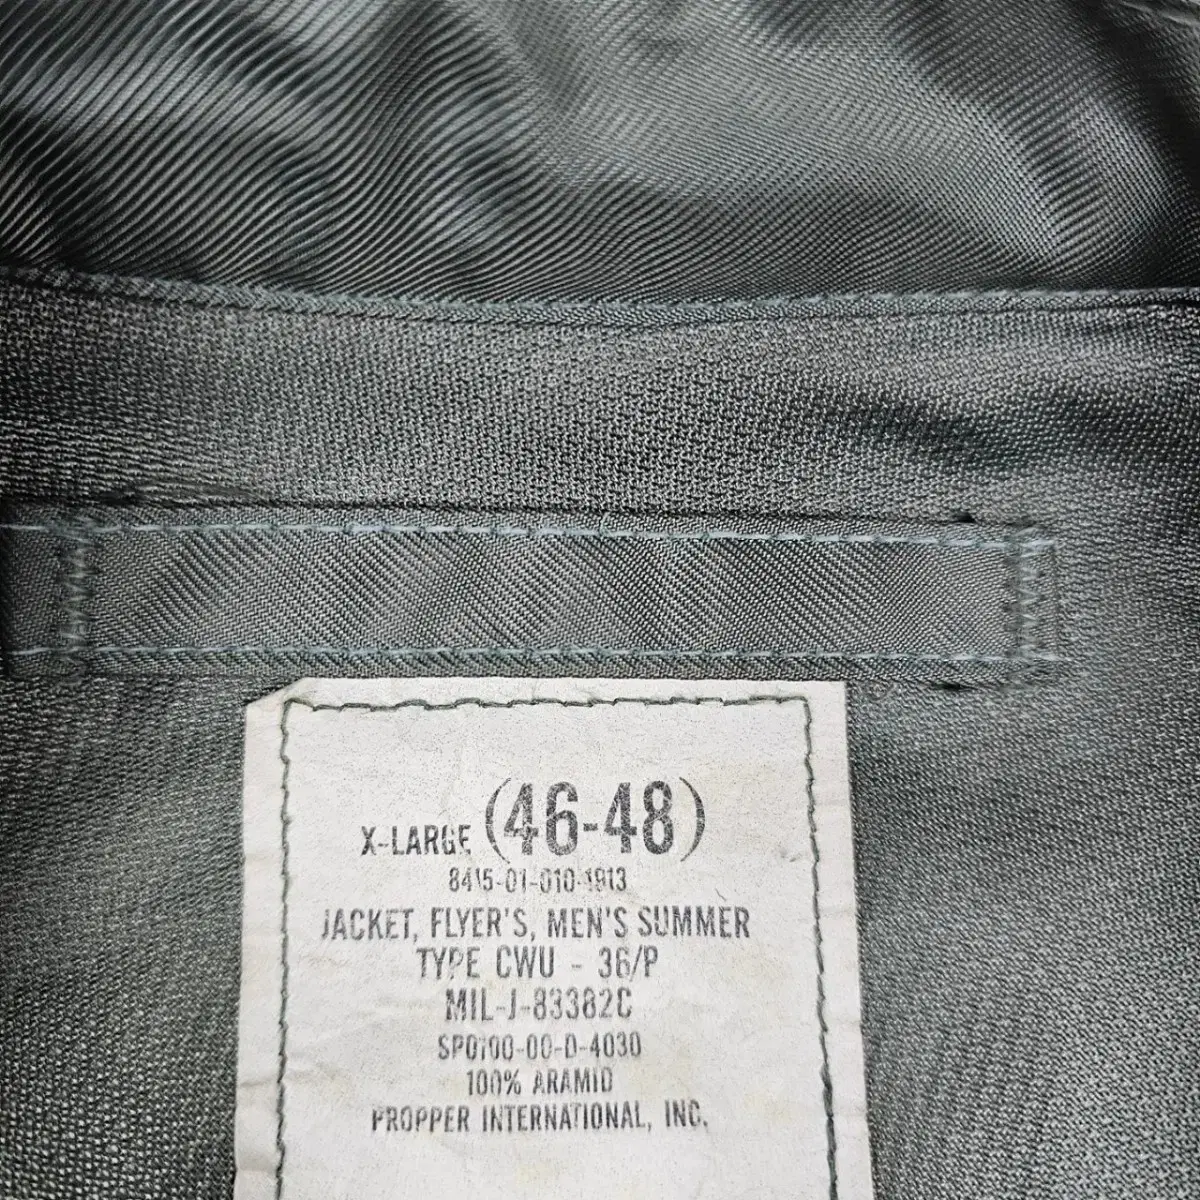 X-LARGE (46-48)
8415-01-010-1913
JACKET, FLYER'S, MEN'S SUMMER
TYPE CWU - 36/P
MIL-J-83382C
SP0100-00-D-4030
100% ARAMID
PROPPER INTERNATIONAL, INC.